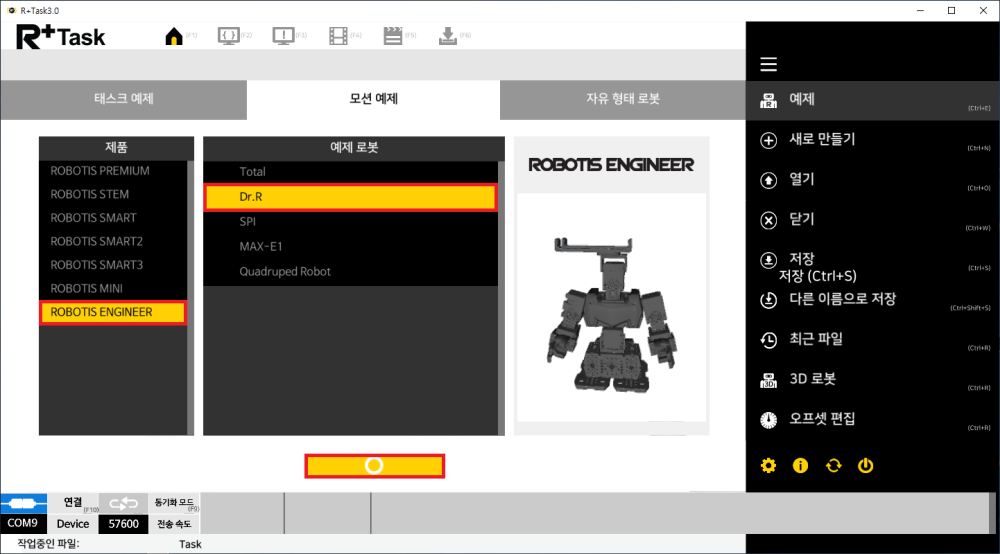 R+Task3.0
R+Task
(F1)
(F2)
(F3)
(F4)
(F5)
(F6)
태스크 예제
모션 예제
자유 형태 로봇
제품
ROBOTIS PREMIUM
ROBOTIS STEM
ROBOTIS SMART
ROBOTIS SMART2
ROBOTIS SMART3
ROBOTIS MINI
ROBOTIS ENGINEER
예제 로봇
Total
Dr.R
SPI
MAX-E1
Quadruped Robot
ROBOTIS ENGINEER
예제 (Ctrl+E)
새로 만들기 (Ctrl+N)
열기 (Ctrl+O)
닫기 (Ctrl+W)
저장 (Ctrl+S)
저장 (Ctrl+S)
다른 이름으로 저장 (Ctrl+Shift+S)
최근 파일 (Ctrl+R)
3D 로봇 (Ctrl+R)
오프셋 편집 (Ctrl+R)
연결 (F10)
동기화 모드 (F9)
COM9
Device
57600
전송 속도
작업중인 파일:
Task